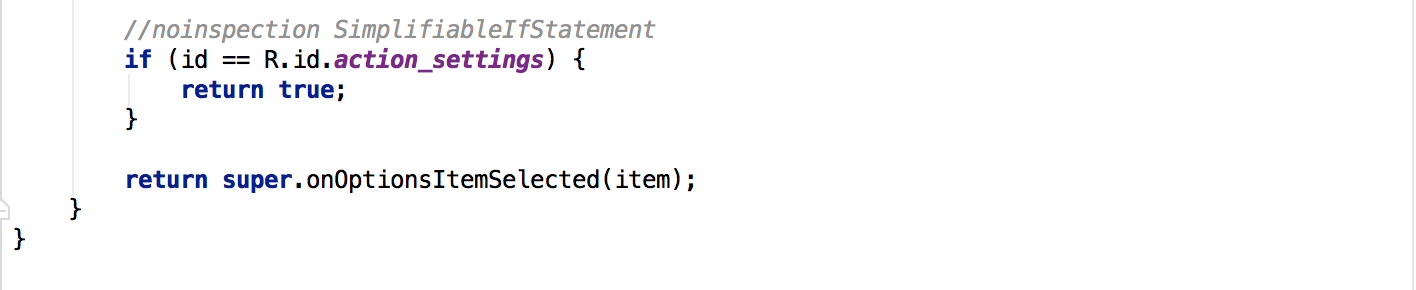 //noinspection SimplifiableIfStatement
if (id == R.id.action_settings) {
return true;
}
return super.onOptionsItemSelected(item);
}
}